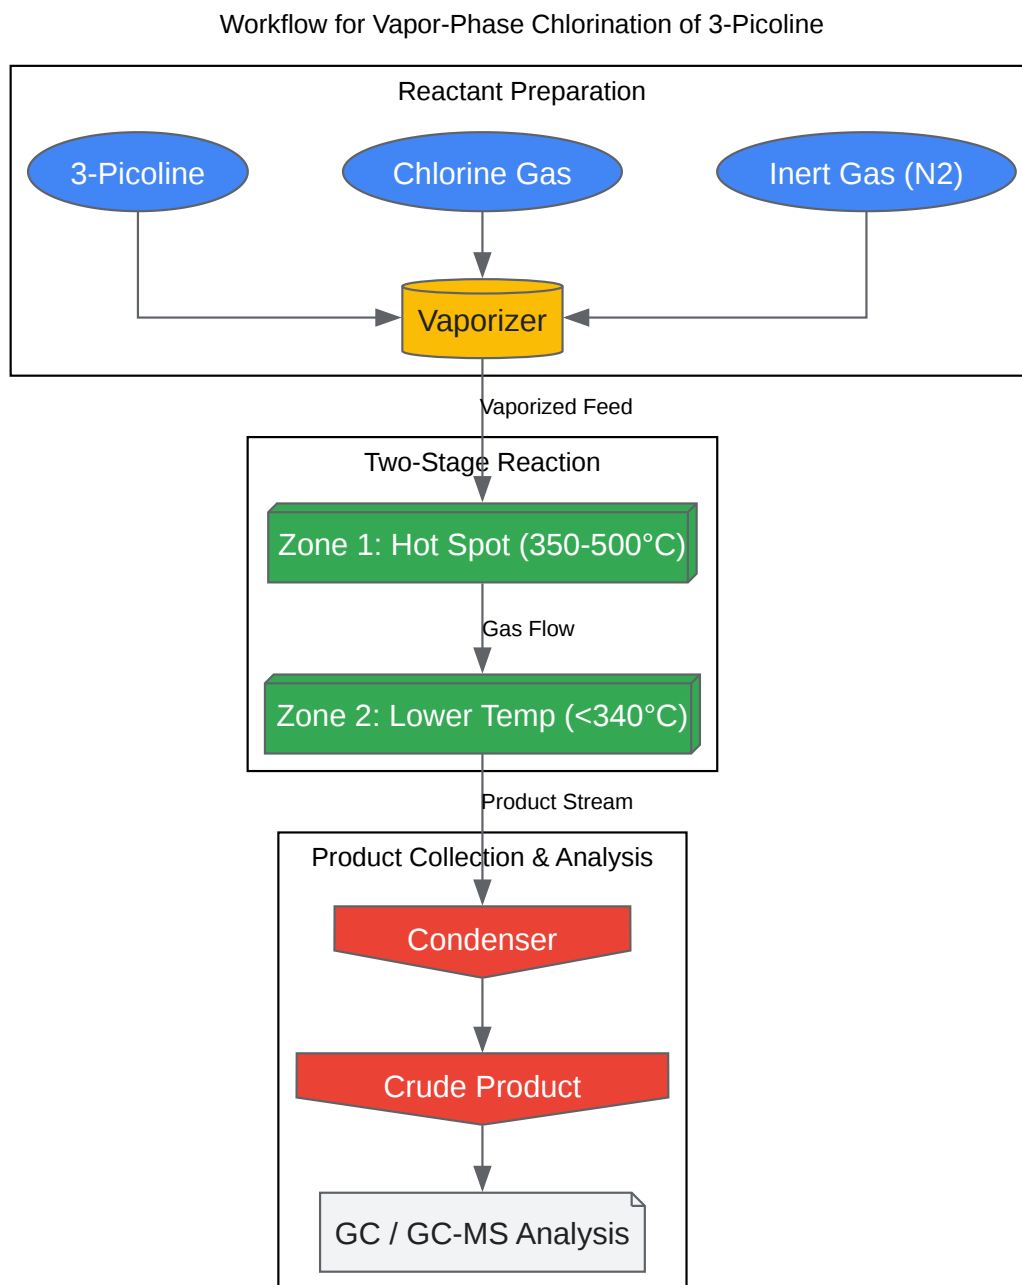 Workflow for Vapor-Phase Chlorination of 3-Picoline
Reactant Preparation
3-Picoline
Chlorine Gas
Inert Gas (N2)
Vaporizer
Vaporized Feed
Two-Stage Reaction
Zone 1: Hot Spot (350-500°C)
Gas Flow
Zone 2: Lower Temp (<340°C)
Product Stream
Product Collection & Analysis
Condenser
Crude Product
GC / GC-MS Analysis